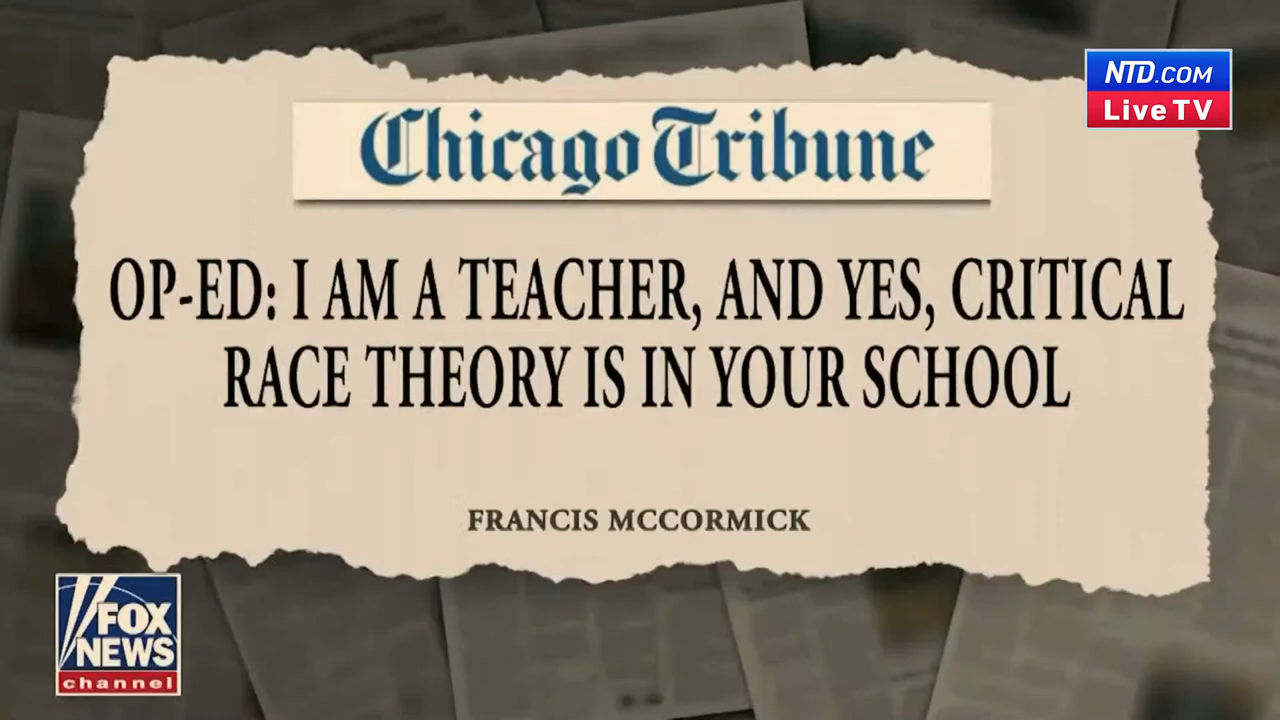 NTD.COM
Live TV
Chicago Tribune
OP-ED: I AM A TEACHER, AND YES, CRITICAL
RACE THEORY IS IN YOUR SCHOOL
FRANCIS MCCORMICK
FOX
NEWS
channel